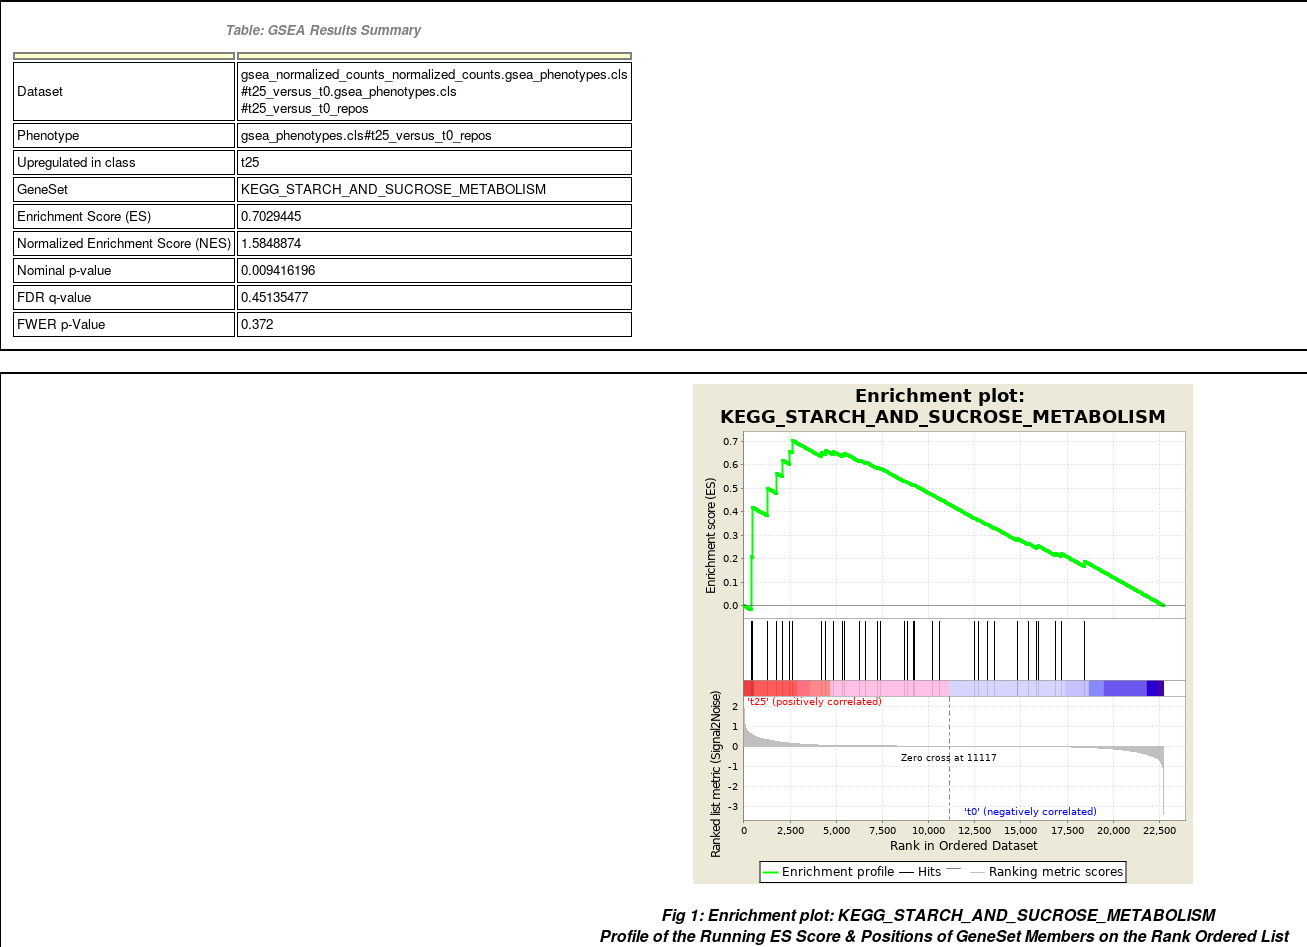 Table: GSEA Results Summary
Dataset
gsea_normalized_counts_normalized_counts.gsea_phenotypes.cls
#t25_versus_t0.gsea_phenotypes.cls
#t25_versus_t0_repos
Phenotype gsea_phenotypes.cls#t25_versus_t0_repos
Upregulated in class t25
GeneSet KEGG_STARCH_AND_SUCROSE_METABOLISM
Enrichment Score (ES) 0.7029445
Normalized Enrichment Score (NES) 1.5848874
Nominal p-value 0.009416196
FDR q-value 0.45135477
FWER p-Value 0.372
Enrichment plot:
KEGG_STARCH_AND_SUCROSE_METABOLISM
Enrichment score (ES)
0.7
0.6
0.5
0.4
0.3
0.2
0.1
0.0
Ranked list metric (Signal2Noise)
't25' (positively correlated)
2
1
0
-1
-2
-3
Zero cross at 11117
't0' (negatively correlated)
0 2,500 5,000 7,500 10,000 12,500 15,000 17,500 20,000 22,500
Rank in Ordered Dataset
Enrichment profile Hits Ranking metric scores
Fig 1: Enrichment plot: KEGG_STARCH_AND_SUCROSE_METABOLISM
Profile of the Running ES Score & Positions of GeneSet Members on the Rank Ordered List